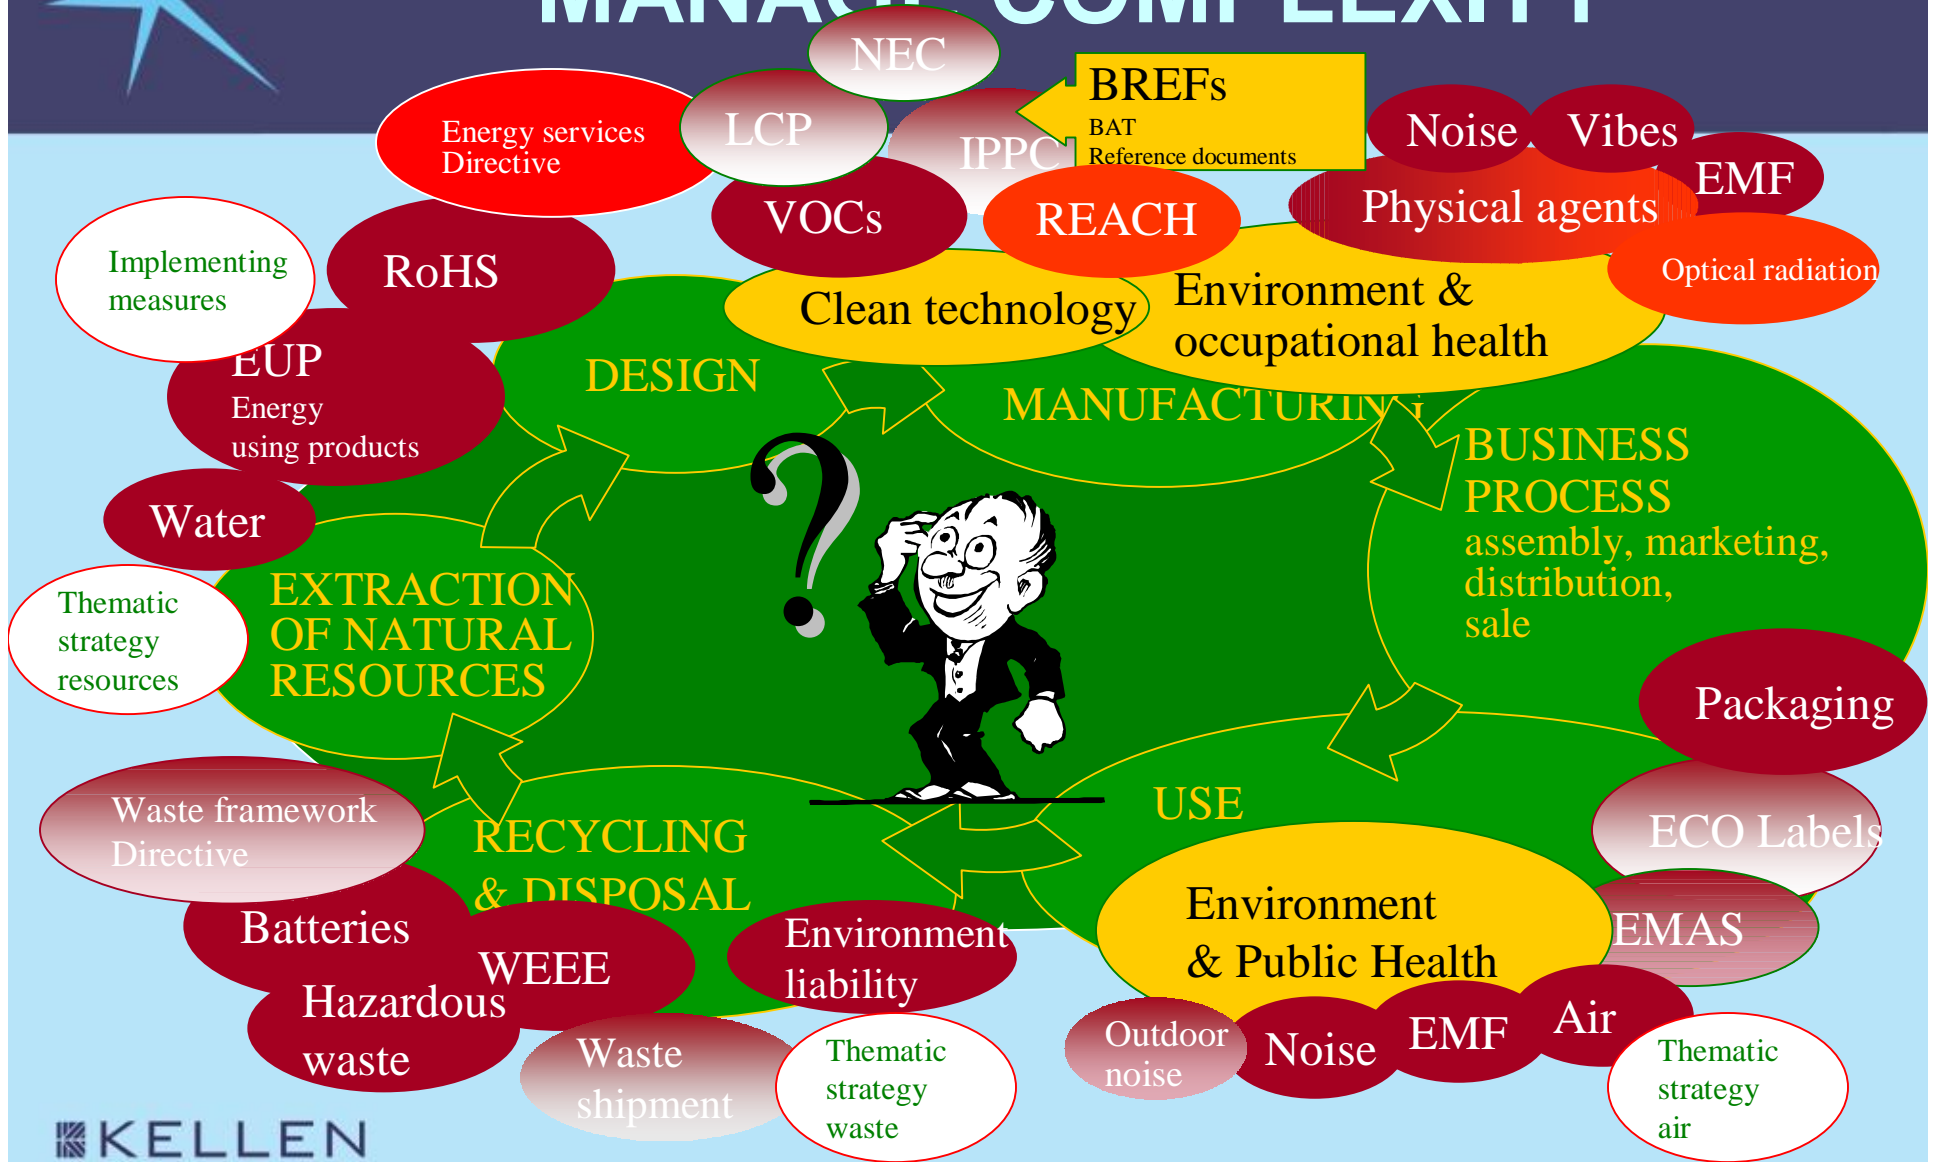 MANAGE COMPLEXITY
NEC
LCP
IPPC
BREFs
BAT
Reference documents
Energy services
Directive
Noise
Vibes
EMF
Physical agents
Optical radiation
VOCs
REACH
Implementing
measures
RoHS
Clean technology
Environment &
occupational health
EUP
Energy
using products
DESIGN
MANUFACTURING
BUSINESS
PROCESS
assembly, marketing,
distribution,
sale
Water
?
EXTRACTION
OF NATURAL
RESOURCES
Thematic
strategy
resources
Packaging
Waste framework
Directive
RECYCLING
& DISPOSAL
USE
ECO Labels
Environment
& Public Health
EMAS
Batteries
WEEE
Environment
liability
Hazardous
waste
Waste
shipment
Thematic
strategy
waste
Outdoor
noise
Noise
EMF
Air
Thematic
strategy
air
KELLEN